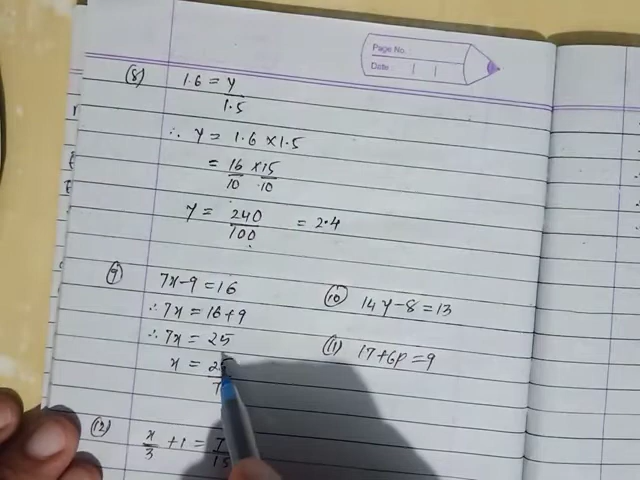 Page No.:
Date:
(8) 1.6 = y/1.5
∴ y = 1.6 × 1.5
= 16/10 × 15/10
y = 240/100 = 2.4
(9) 7x - 9 = 16
∴ 7x = 16 + 9
∴ 7x = 25
x = 25/7
(10) 14y - 8 = 13
(11) 17 + 6p = 9
(12) x/3 + 1 = 7/15